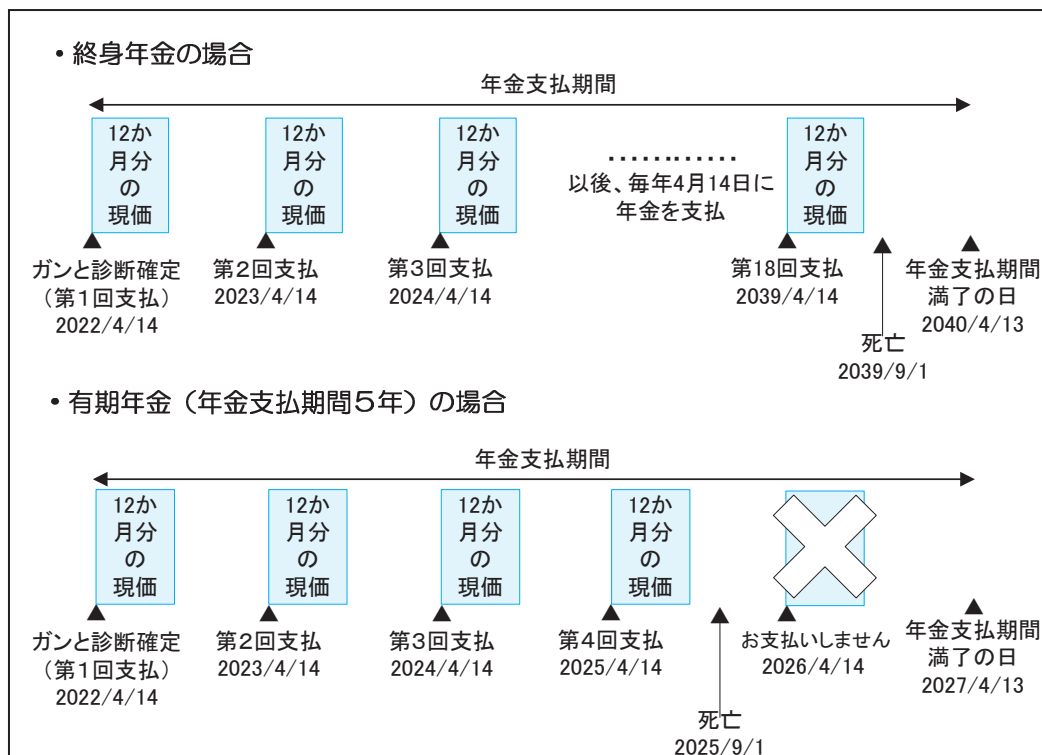 ・終身年金の場合
年金支払期間
12か
月分
の
現価
12か
月分
の
現価
12か
月分
の
現価
…………
以後、毎年4月14日に
年金を支払
12か
月分
の
現価
ガンと診断確定
(第1回支払)
2022/4/14
第2回支払
2023/4/14
第3回支払
2024/4/14
第18回支払
2039/4/14
死亡
2039/9/1
年金支払期間
満了の日
2040/4/13
・有期年金(年金支払期間5年)の場合
年金支払期間
12か
月分
の
現価
12か
月分
の
現価
12か
月分
の
現価
12か
月分
の
現価
ガンと診断確定
(第1回支払)
2022/4/14
第2回支払
2023/4/14
第3回支払
2024/4/14
第4回支払
2025/4/14
死亡
2025/9/1
お支払いしません
2026/4/14
年金支払期間
満了の日
2027/4/13